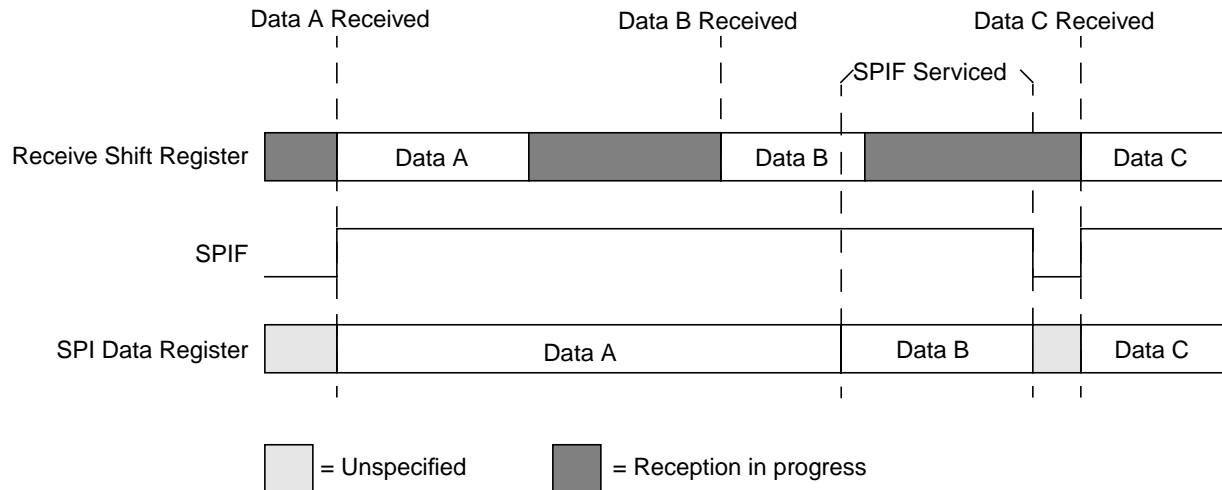 Data A Received
Data B Received
Data C Received
SPIF Serviced
Receive Shift Register
Data A
Data B
Data C
SPIF
SPI Data Register
Data A
Data B
Data C
= Unspecified
= Reception in progress